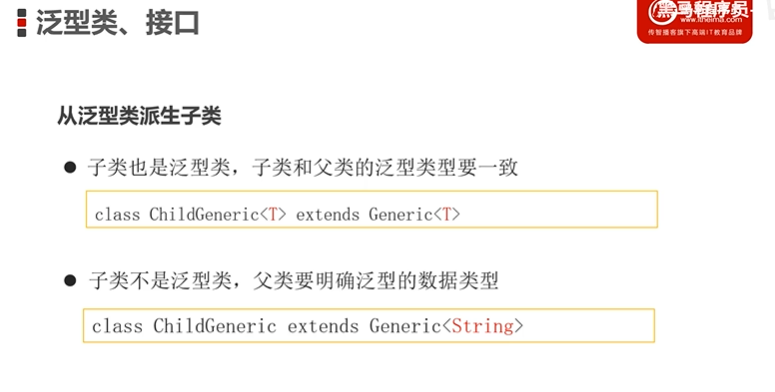 泛型类、接口
黑马程序员
www.itheima.com
传智播客旗下高端IT教育品牌
从泛型类派生子类
● 子类也是泛型类，子类和父类的泛型类型要一致
class ChildGeneric<T> extends Generic<T>
● 子类不是泛型类，父类要明确泛型的数据类型
class ChildGeneric extends Generic<String>